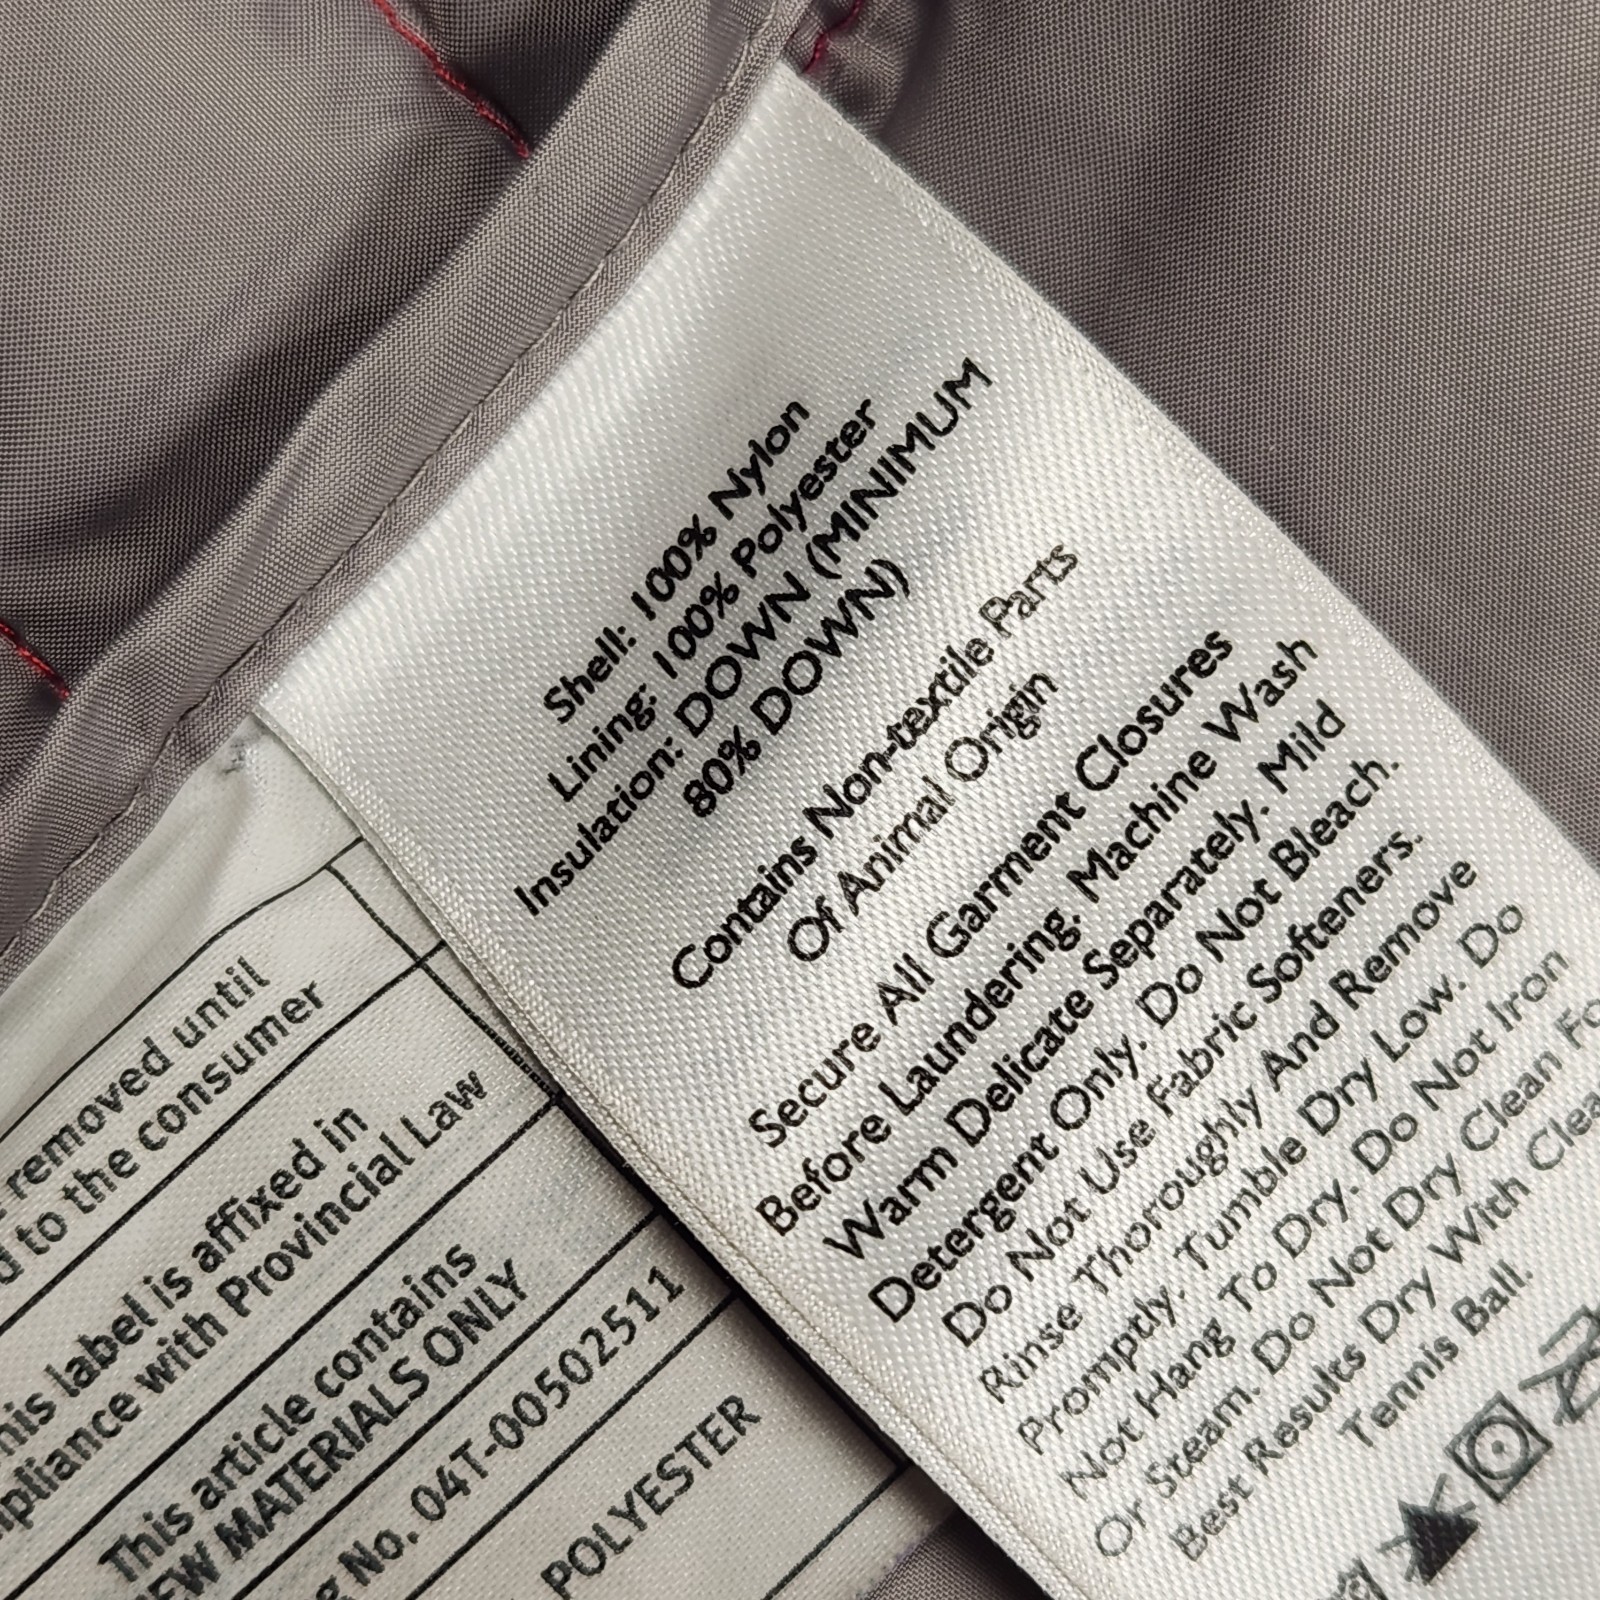 Shell: 100% Nylon
Lining: 100% Polyester
Insulation: DOWN (MINIMUM
80% DOWN)
Contains Non-textile Parts
Of Animal Origin
Secure All Garment Closures
Before Laundering. Machine Wash
Warm Delicate Separately. Mild
Detergent Only. Do Not Bleach.
Do Not Use Fabric Softeners.
Rinse Thoroughly And Remove
Promptly. Tumble Dry Low. Do
Not Hang To Dry. Do Not Iron
Or Steam. Do Not Dry Clean
Best Results Dry With
Tennis Ball.
removed until
to the consumer
label is affixed in
with Provincial Law
This article contains
MATERIALS ONLY
No. 04T-00502511
POLYESTER